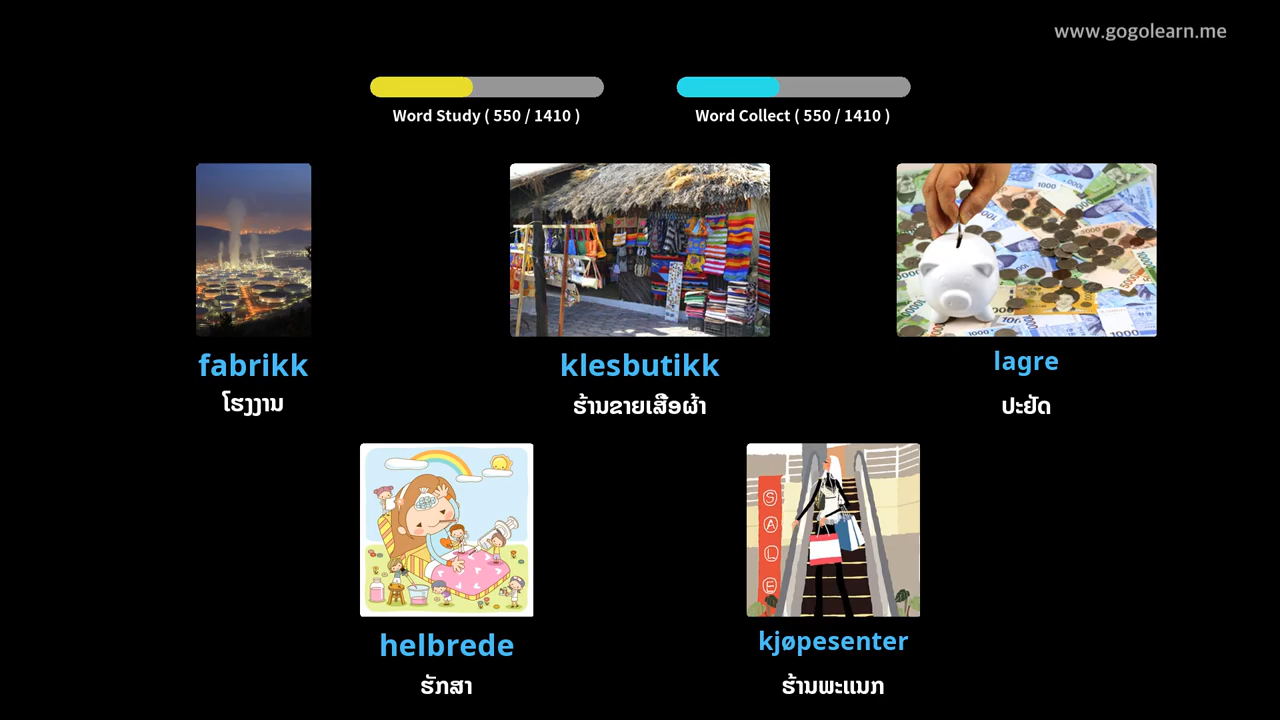 www.gogolearn.me
Word Study ( 550 / 1410 )
Word Collect ( 550 / 1410 )
fabrikk
klesbutikk
lagre
ໂຮງງານ
ຮ້ານຂາຍເສື້ອຜ້າ
ປະຢັດ
SALE
helbrede
kjøpesenter
ຮັກສາ
ຮ້ານພະແນກ